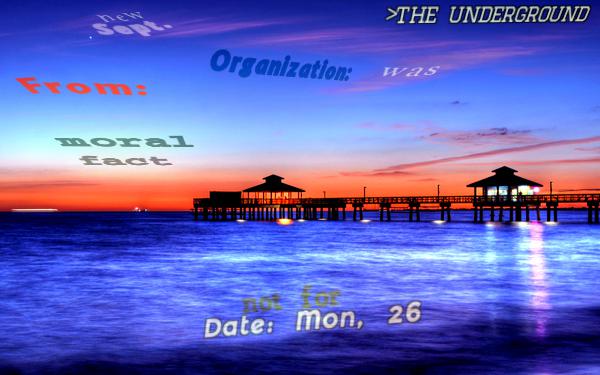 >THE UNDERGROUND
new
Sept.
Organization: was
From:
moral
fact
not for
Date: Mon, 26